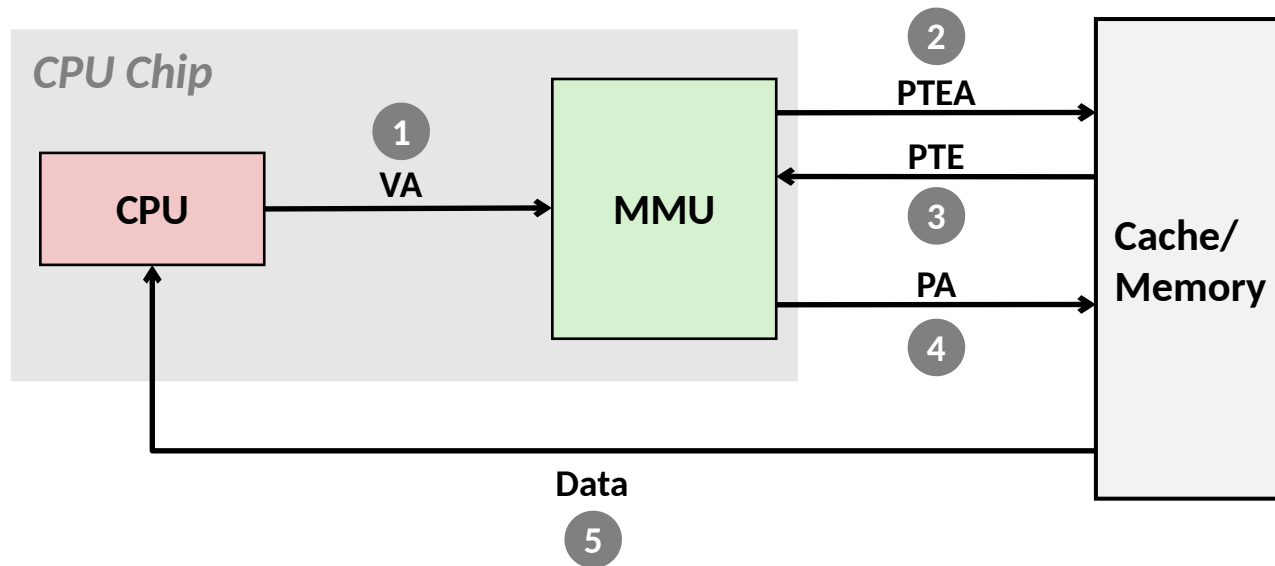 CPU Chip
2
PTEA
1
VA
PTE
CPU
MMU
3
Cache/
Memory
PA
4
Data
5